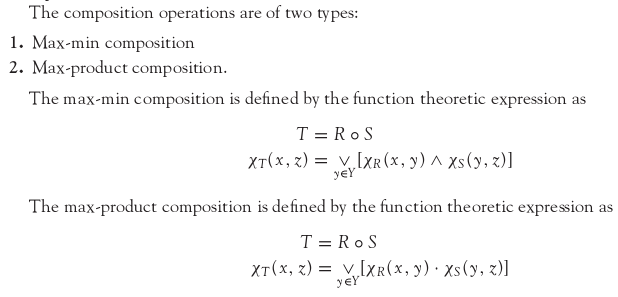 The composition operations are of two types:
1. Max-min composition
2. Max-product composition.
The max-min composition is defined by the function theoretic expression as
T = R ∘ S
χT(x, z) = ∨ [χR(x, y) ∧ χS(y, z)]
y∈Y
The max-product composition is defined by the function theoretic expression as
T = R ∘ S
χT(x, z) = ∨ [χR(x, y) · χS(y, z)]
y∈Y